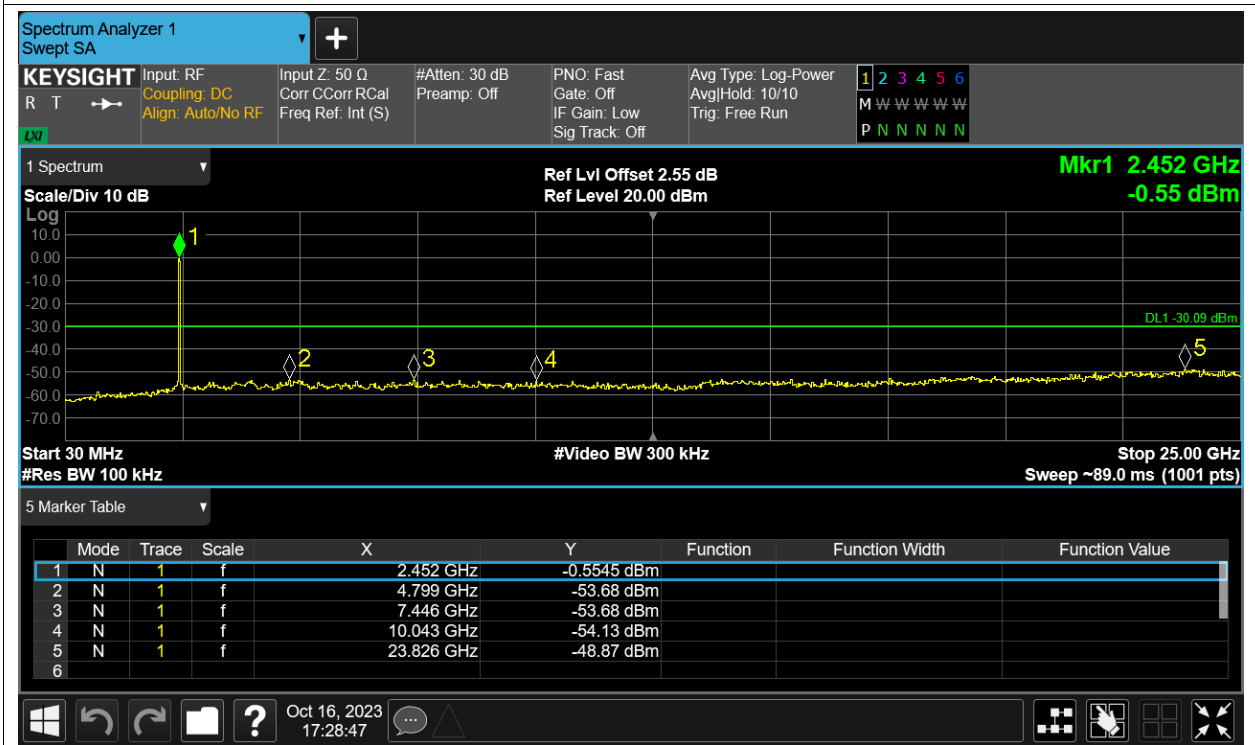 Spectrum Analyzer 1
Swept SA
KEYSIGHT
R T
LXI
Input: RF
Coupling: DC
Align: Auto/No RF
Input Z: 50 Ω
Corr CCorr RCal
Freq Ref: Int (S)
#Atten: 30 dB
Preamp: Off
PNO: Fast
Gate: Off
IF Gain: Low
Sig Track: Off
Avg Type: Log-Power
Avg|Hold: 10/10
Trig: Free Run
1 2 3 4 5 6
M W W W W W
P N N N N N
1 Spectrum
Scale/Div 10 dB
Ref Lvl Offset 2.55 dB
Ref Level 20.00 dBm
Mkr1 2.452 GHz
-0.55 dBm
Log
10.0
0.00
-10.0
-20.0
-30.0
-40.0
-50.0
-60.0
-70.0
1
2
3
4
5
DL1 -30.09 dBm
Start 30 MHz
#Video BW 300 kHz
Stop 25.00 GHz
#Res BW 100 kHz
Sweep ~89.0 ms (1001 pts)
5 Marker Table
Mode Trace Scale X Y Function Function Width Function Value
1 N 1 f 2.452 GHz -0.5545 dBm
2 N 1 f 4.799 GHz -53.68 dBm
3 N 1 f 7.446 GHz -53.68 dBm
4 N 1 f 10.043 GHz -54.13 dBm
5 N 1 f 23.826 GHz -48.87 dBm
6
?
Oct 16, 2023
17:28:47